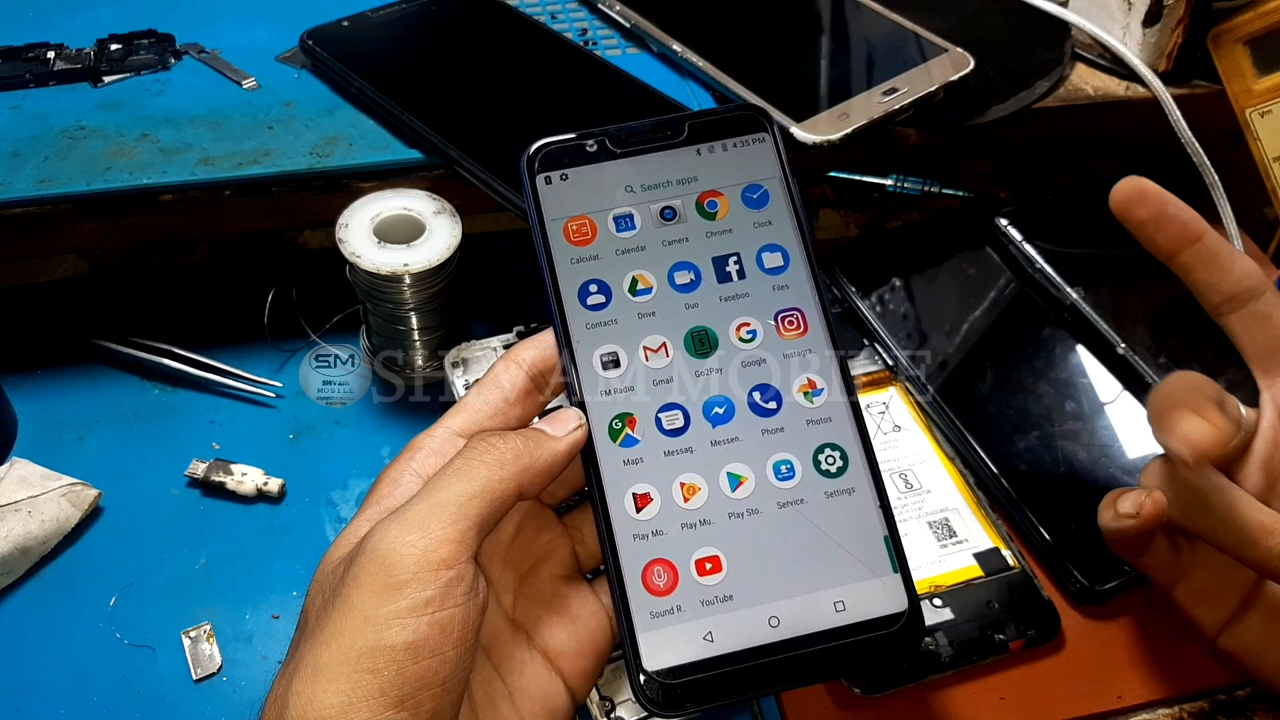 4:35 PM
Search apps
31
Calculat..
Calendar
Camera
Chrome
Clock
Contacts
Drive
Duo
Faceboo..
Files
FM Radio
Gmail
Go2Pay
Google
Instagra..
Maps
Messag..
Messen..
Phone
Photos
Play Mo..
Play Mu..
Play Sto..
Service..
Settings
Sound R..
YouTube
SM
SHIVAM
MOBILE
SHIVAM MOBILE